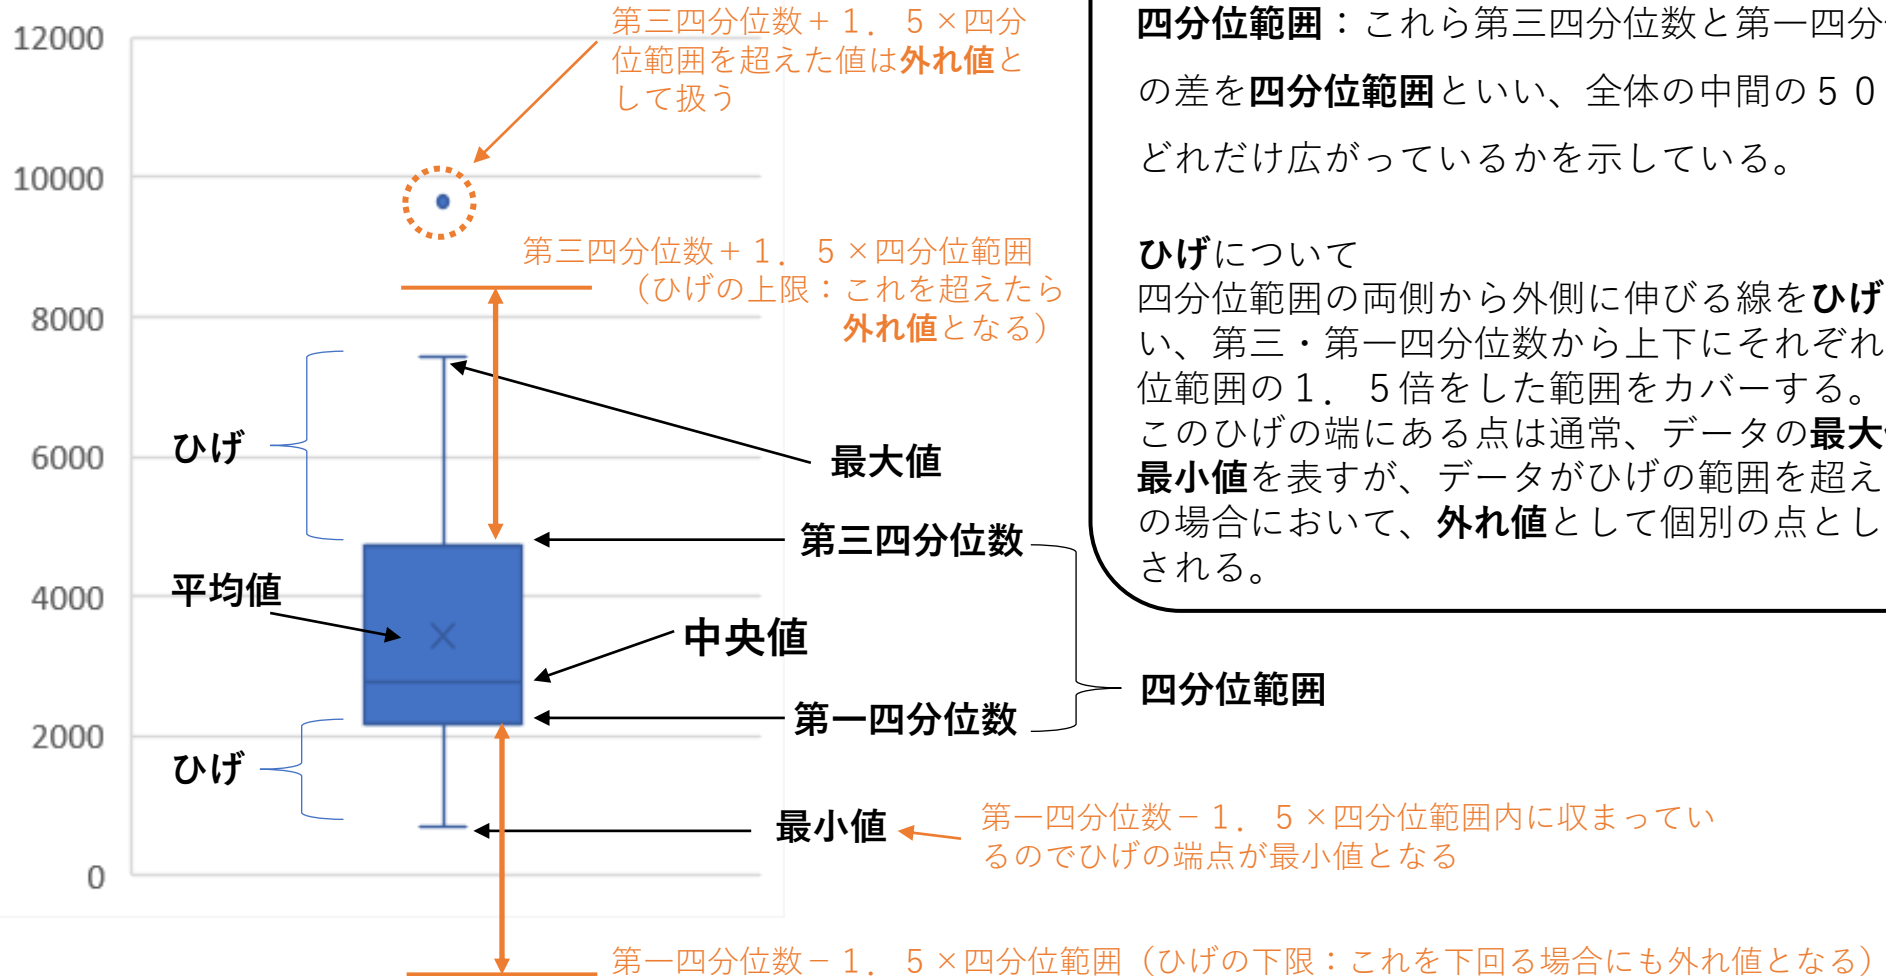 第三四分位数＋１．５×四分
位範囲を超えた値は外れ値と
して扱う
12000
10000
8000
6000
4000
2000
0
第三四分位数＋１．５×四分位範囲
（ひげの上限：これを超えたら
外れ値となる）
ひげ
最大値
第三四分位数
平均値
中央値
第一四分位数
四分位範囲
ひげ
最小値
第一四分位数－１．５×四分位範囲内に収まってい
るのでひげの端点が最小値となる
第一四分位数－１．５×四分位範囲（ひげの下限：これを下回る場合にも外れ値となる）
四分位範囲：これら第三四分位数と第一四分
の差を四分位範囲といい、全体の中間の５０
どれだけ広がっているかを示している。
ひげについて
四分位範囲の両側から外側に伸びる線をひげ
い、第三・第一四分位数から上下にそれぞれ
位範囲の１．５倍をした範囲をカバーする。
このひげの端にある点は通常、データの最大
最小値を表すが、データがひげの範囲を超え
の場合において、外れ値として個別の点とし
される。